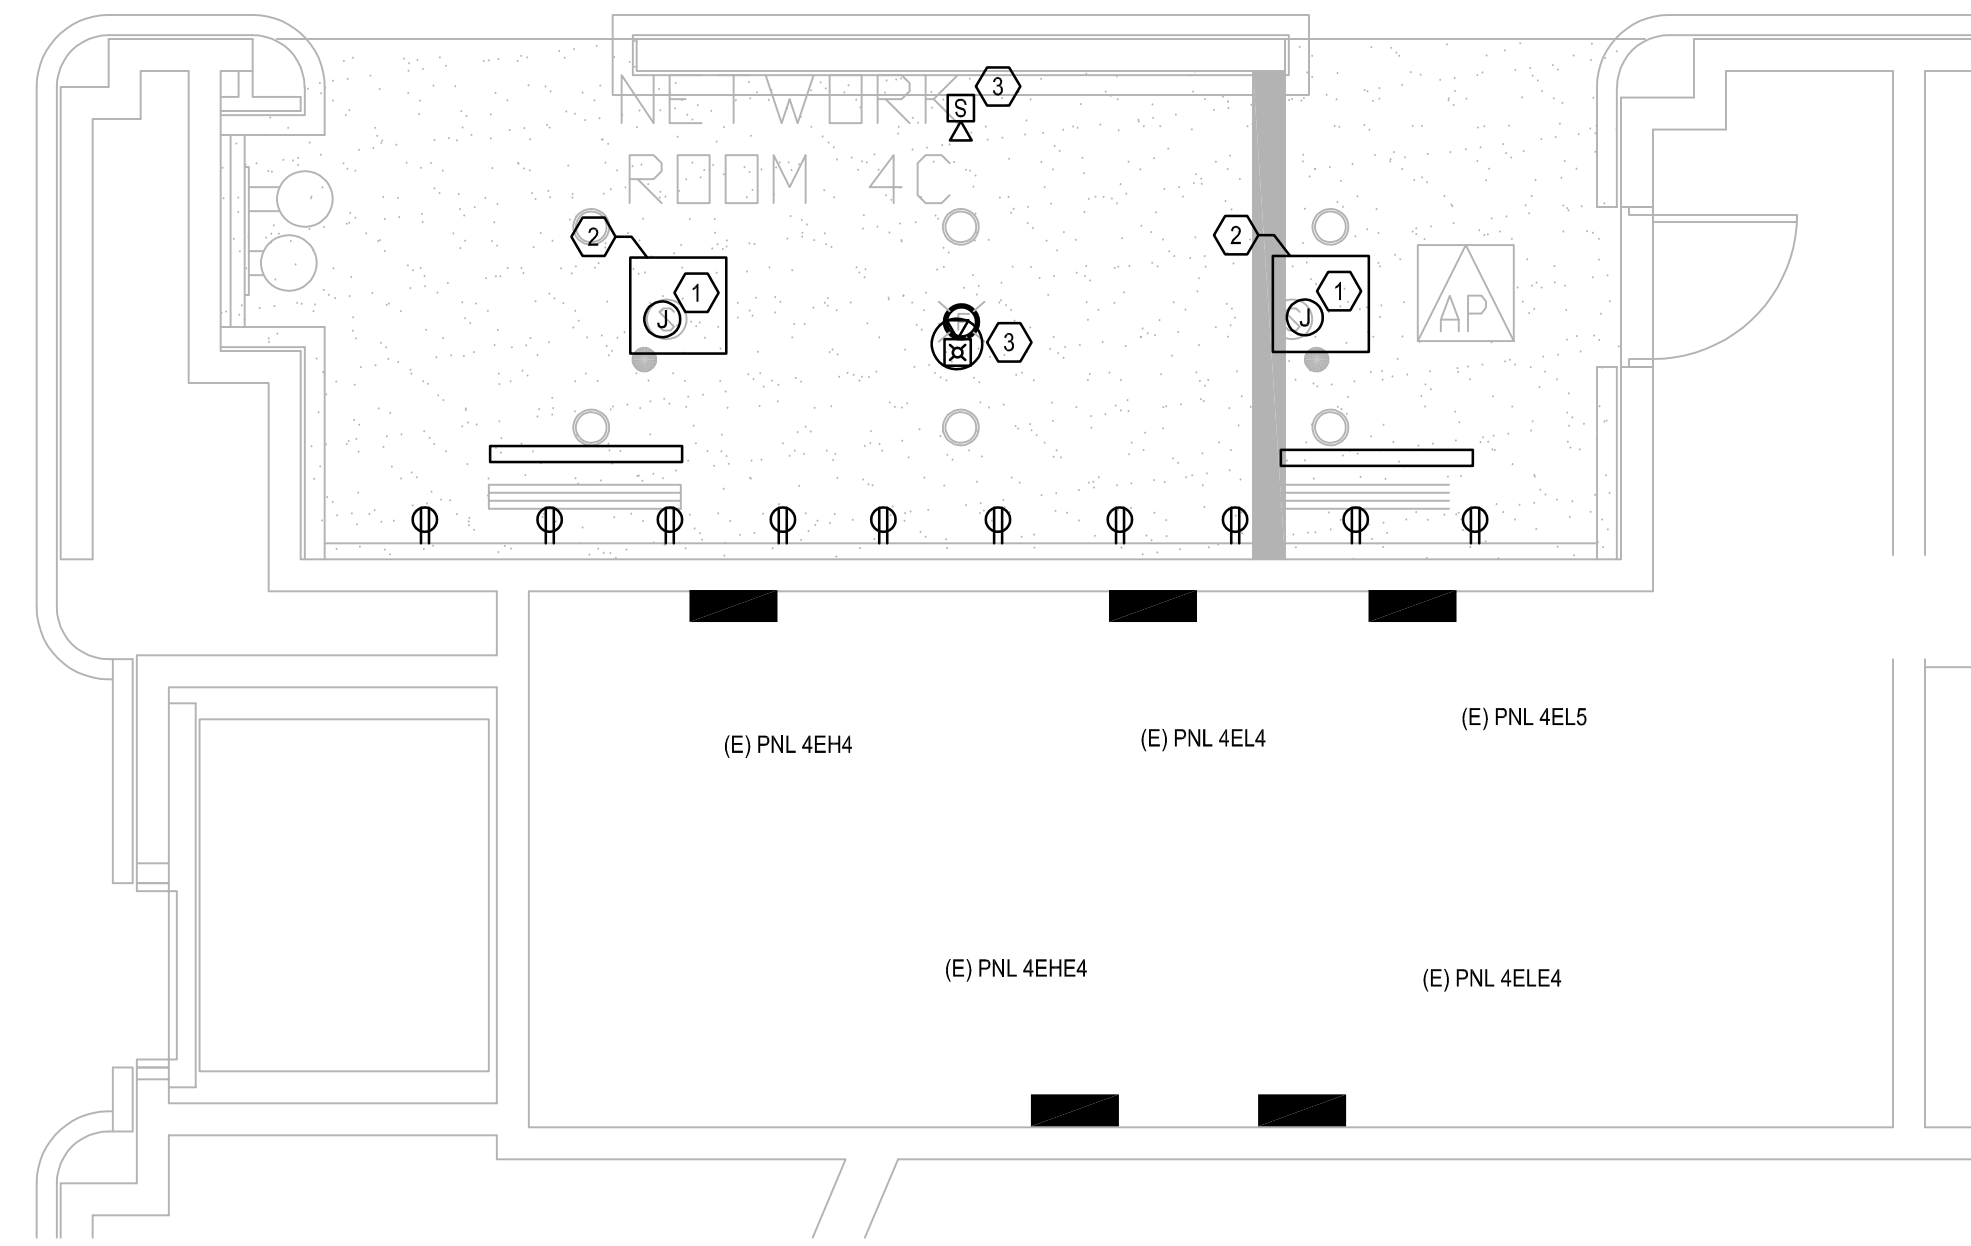 3
S
NETWORK
ROOM 4C
2
2
1
1
J
J
AP
3
(E) PNL 4EH4
(E) PNL 4EL4
(E) PNL 4EL5
(E) PNL 4EHE4
(E) PNL 4ELE4